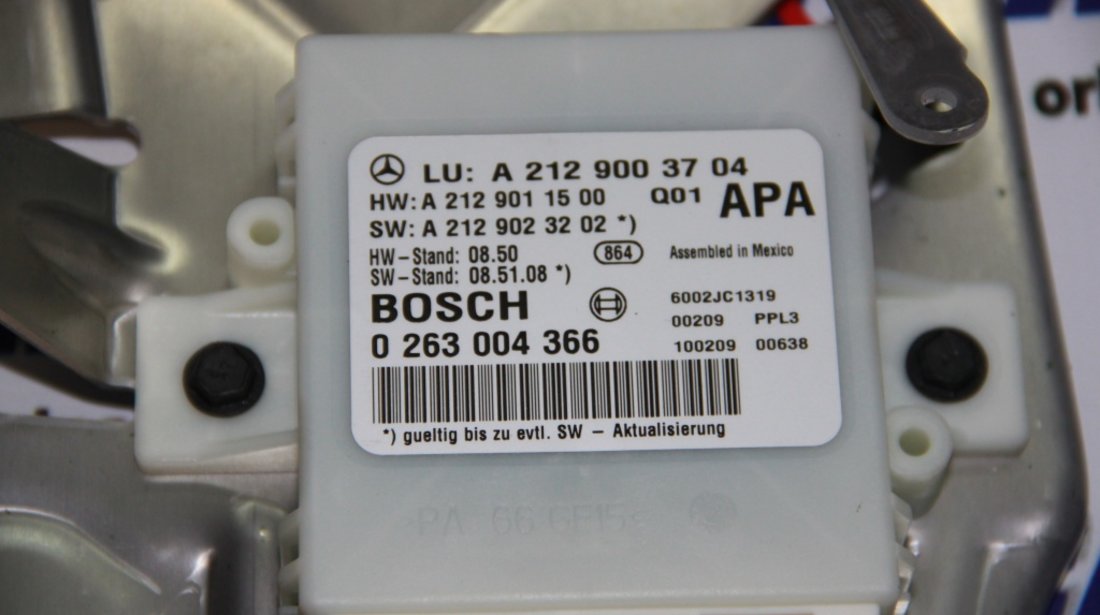 LU: A 212 900 37 04
HW: A 212 901 15 00 Q01 APA
SW: A 212 902 32 02 *)
HW-Stand: 08.50 864 Assembled in Mexico
SW-Stand: 08.51.08 *)
BOSCH 6002JC1319
00209 PPL3
0 263 004 366 100209 00638
*) gueltig bis zu evtl. SW - Aktualisierung